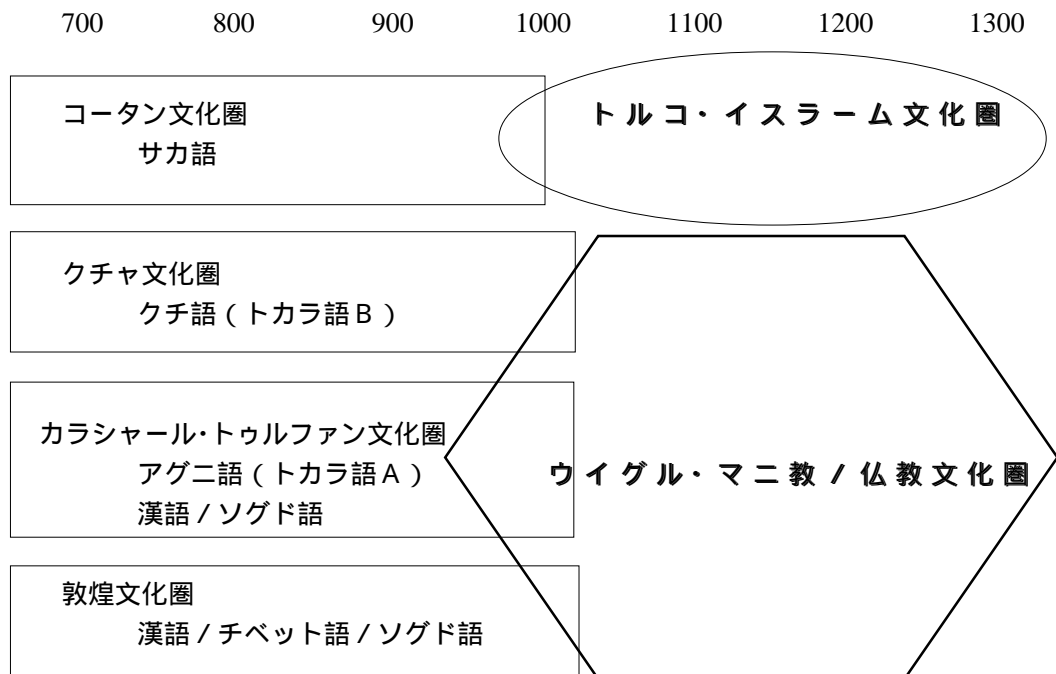 700 800 900 1000 1100 1200 1300
コータン文化圏
サカ語
トルコ・イスラーム文化圏
クチャ文化圏
クチ語(トカラ語B)
カラシャール・トゥルファン文化圏
アグニ語(トカラ語A)
漢語/ソグド語
ウイグル・マニ教/仏教文化圏
敦煌文化圏
漢語/チベット語/ソグド語